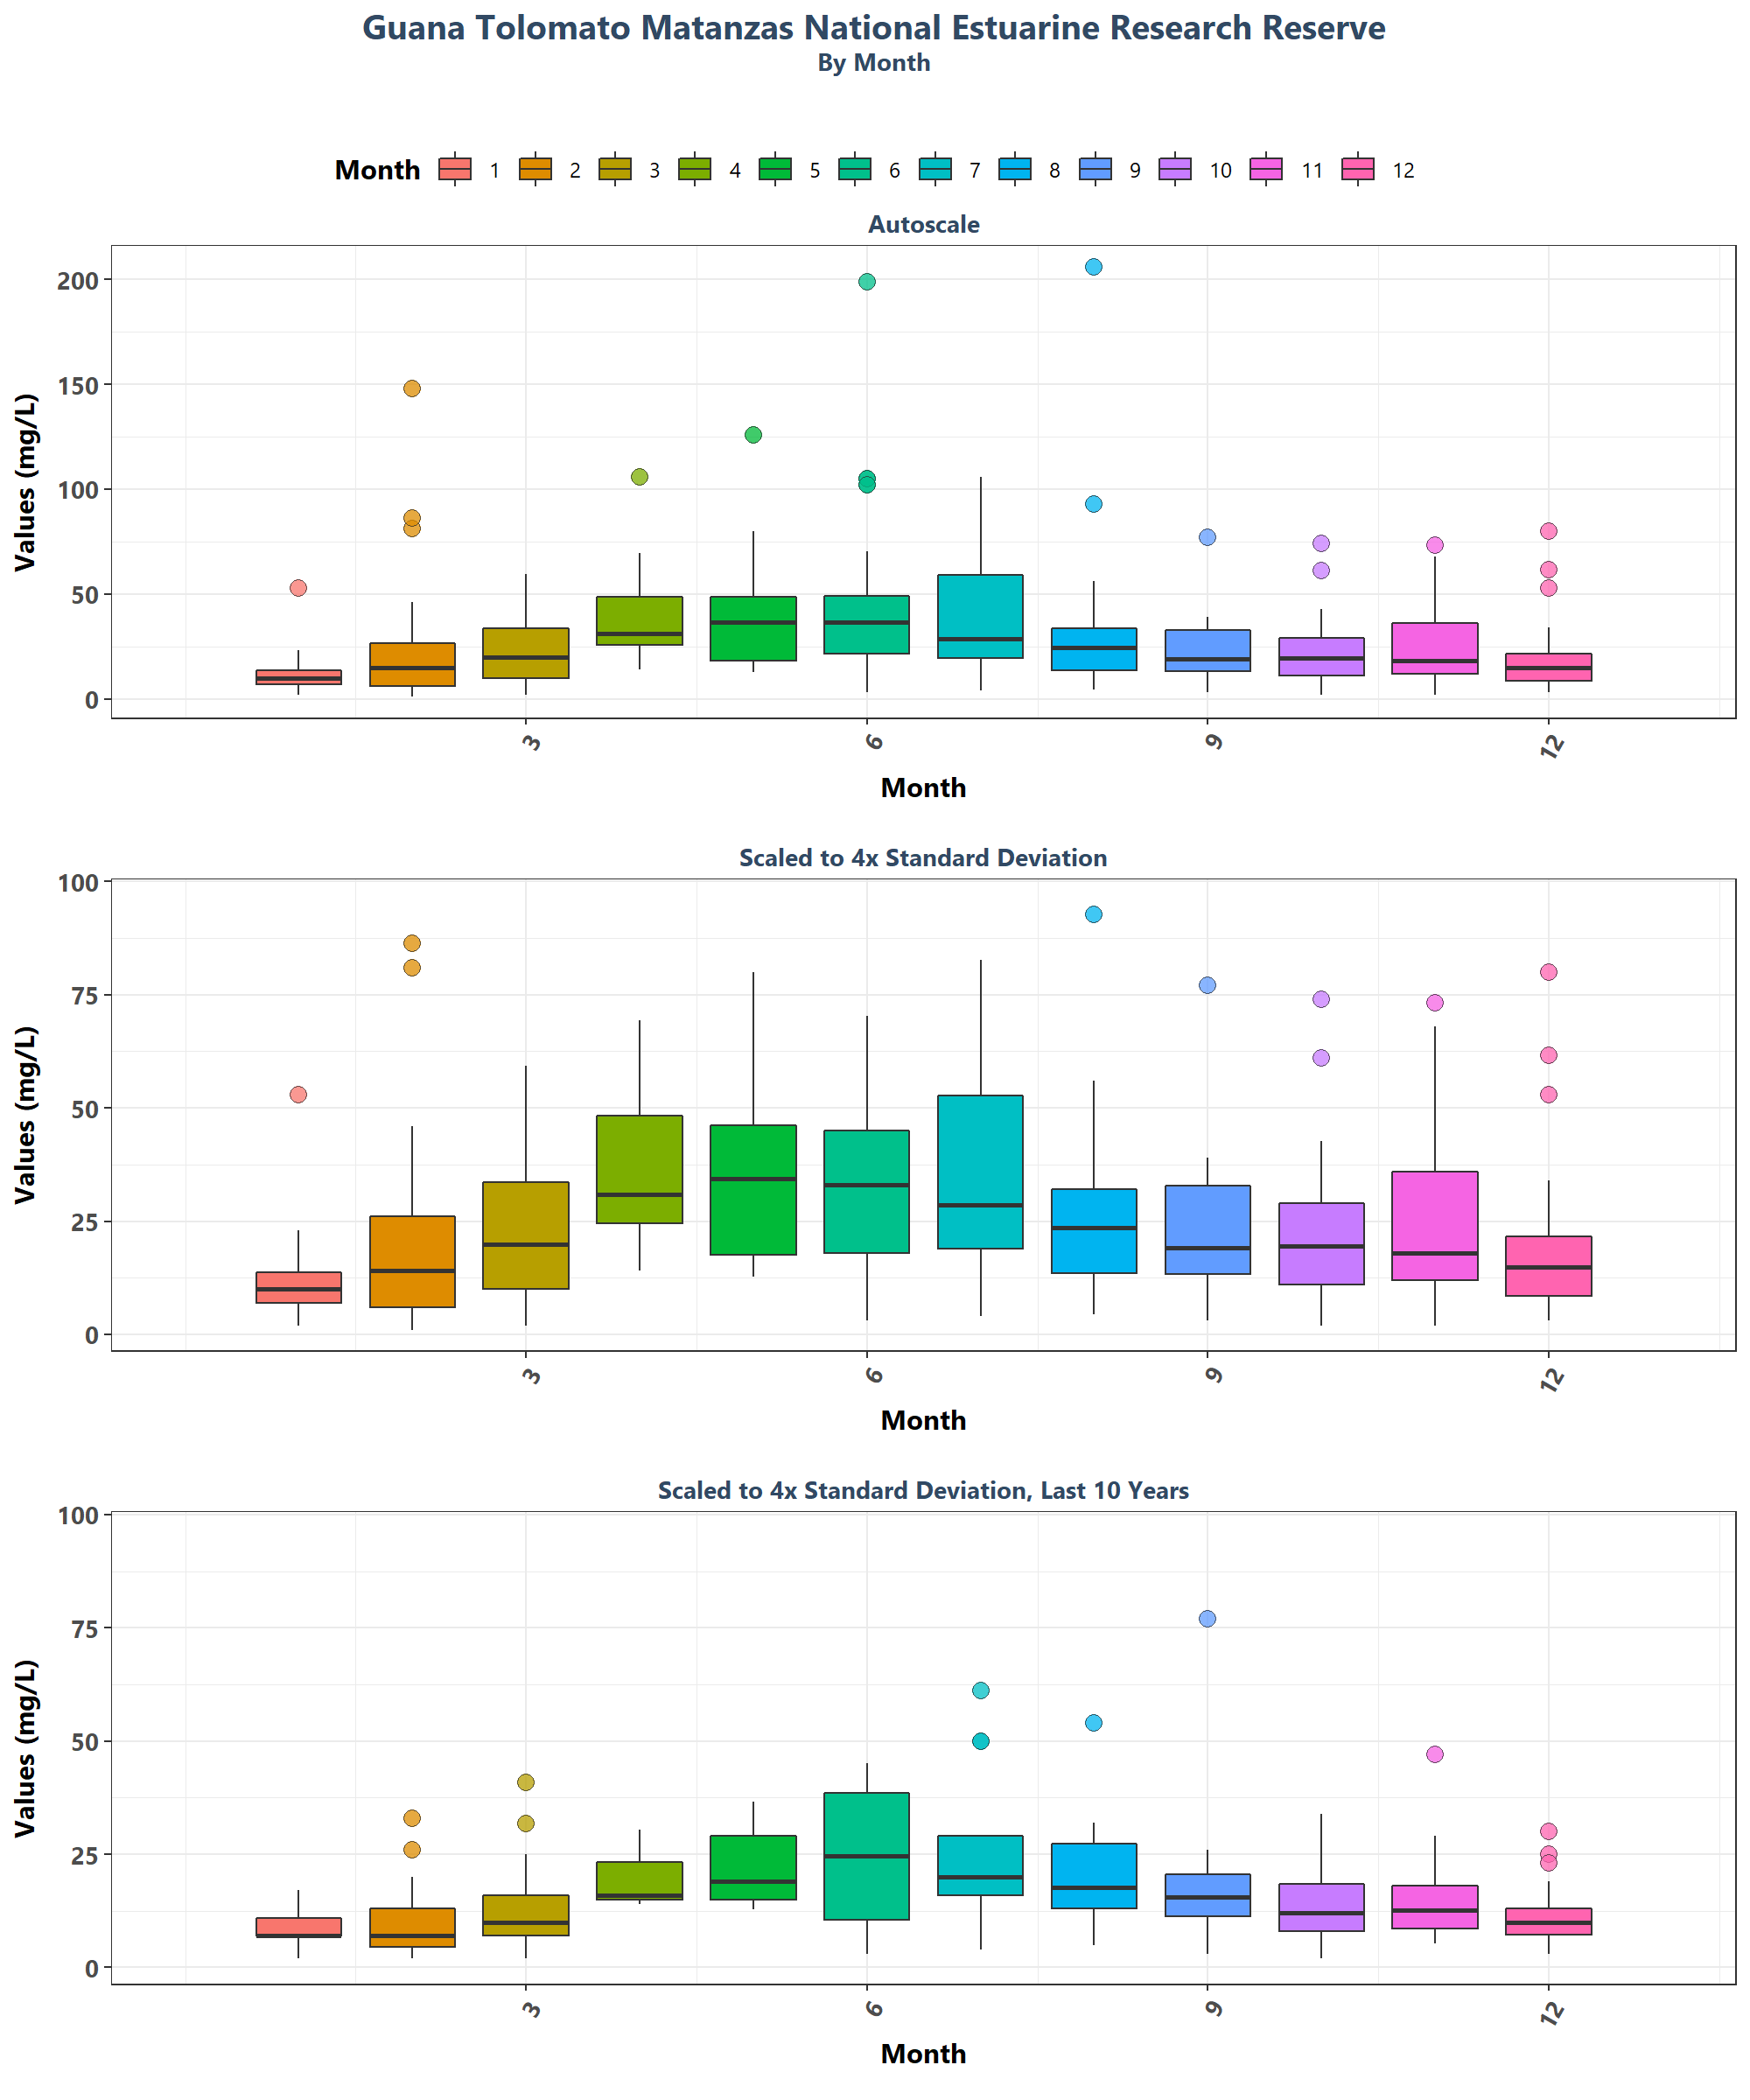 Guana Tolomato Matanzas National Estuarine Research Reserve
By Month
Month 1 2 3 4 5 6 7 8 9 10 11 12
Autoscale
Values (mg/L)
200
150
100
50
0
3 6 9 12
Month
Scaled to 4x Standard Deviation
Values (mg/L)
100
75
50
25
0
3 6 9 12
Month
Scaled to 4x Standard Deviation, Last 10 Years
Values (mg/L)
100
75
50
25
0
3 6 9 12
Month